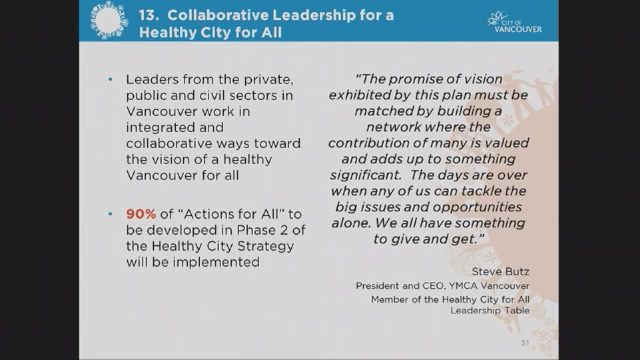 13. Collaborative Leadership for a
Healthy City for All
CITY OF
VANCOUVER
• Leaders from the private,
public and civil sectors in
Vancouver work in
integrated and
collaborative ways toward
the vision of a healthy
Vancouver for all
• 90% of “Actions for All” to
be developed in Phase 2 of
the Healthy City Strategy
will be implemented
“The promise of vision
exhibited by this plan must be
matched by building a
network where the
contribution of many is valued
and adds up to something
significant. The days are over
when any of us can tackle the
big issues and opportunities
alone. We all have something
to give and get.”
Steve Butz
President and CEO, YMCA Vancouver
Member of the Healthy City for All
Leadership Table
31